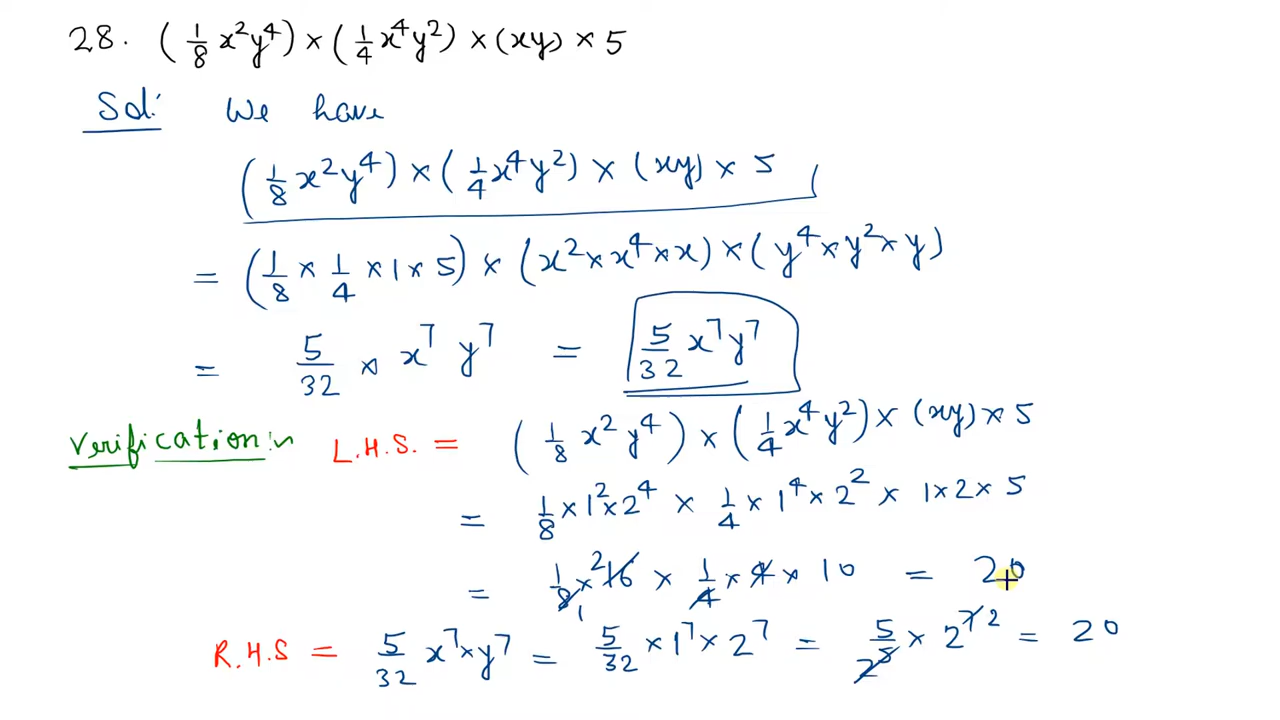 28. (1/8 x²y⁴) × (1/4 x⁴y²) × (xy) × 5
Sol: We have
(1/8 x²y⁴) × (1/4 x⁴y²) × (xy) × 5
= (1/8 × 1/4 × 1 × 5) × (x² × x⁴ × x) × (y⁴ × y² × y)
= 5/32 × x⁷ y⁷ = 5/32 x⁷y⁷
Verification:~ L.H.S. = (1/8 x² y⁴) × (1/4 x⁴ y²) × (xy) × 5
= 1/8 × 1² × 2⁴ × 1/4 × 1⁴ × 2² × 1 × 2 × 5
= 1/8 1 × 2 16 × 1/4 × 4 × 10 = 20
R.H.S = 5/32 x⁷ × y⁷ = 5/32 × 1⁷ × 2⁷ = 5/2⁵ × 2⁷ ² = 20